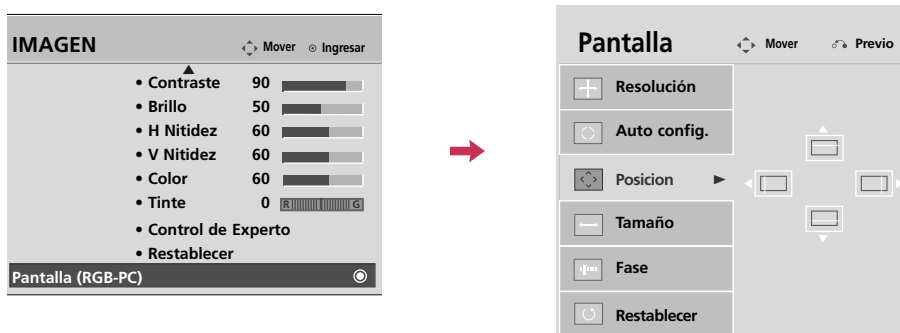 IMAGEN
Mover
Ingresar
• Contraste 90
• Brillo 50
• H Nitidez 60
• V Nitidez 60
• Color 60
• Tinte 0 R G
• Control de Experto
• Restablecer
Pantalla (RGB-PC)
Pantalla
Mover
Previo
Resolución
Auto config.
Posicion
Tamaño
Fase
Restablecer